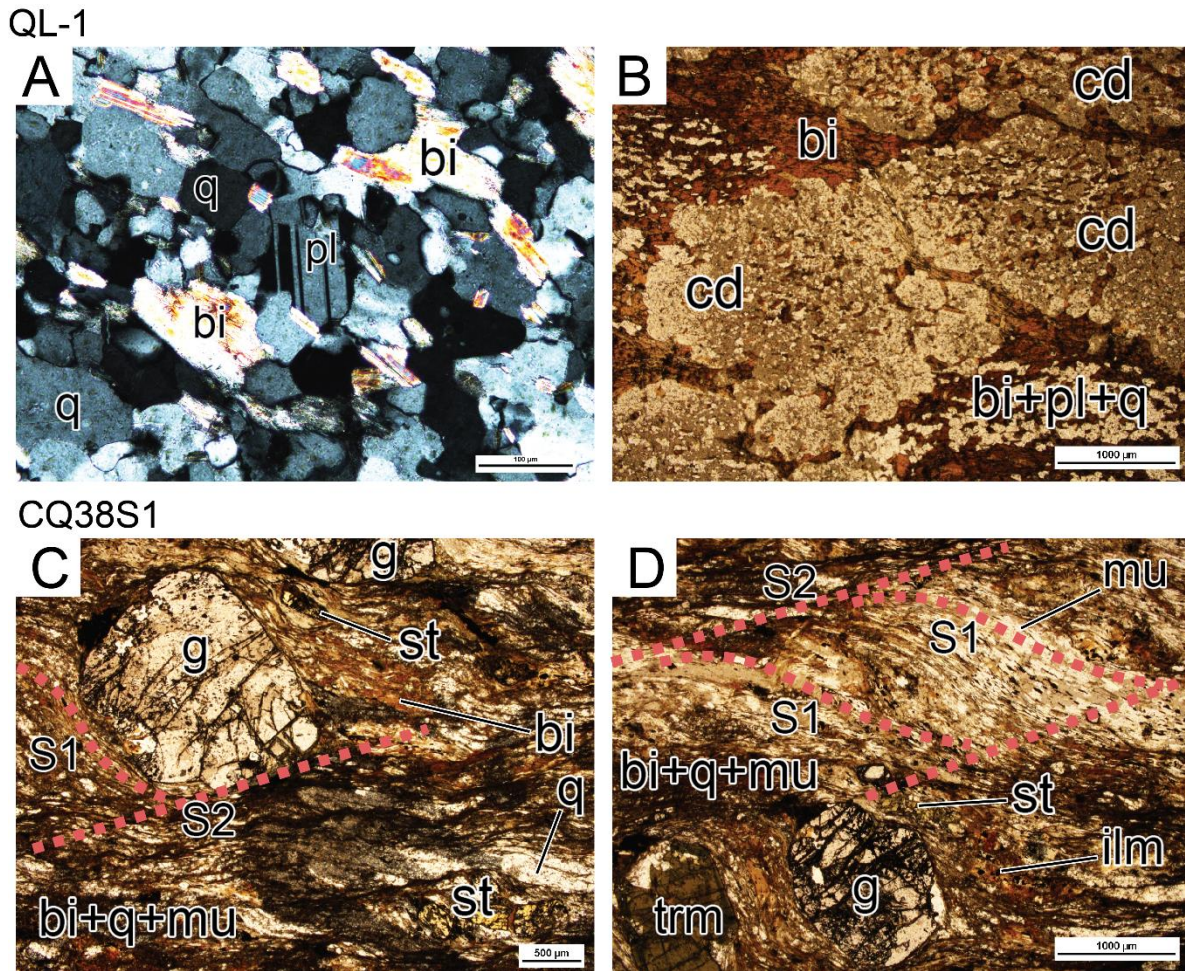 QL-1
A
bi
q
pl
bi
q
100 µm
B
cd
bi
cd
cd
bi+pl+q
1000 µm
CQ38S1
C
g
st
g
bi
S1
q
S2
st
bi+q+mu
500 µm
D
mu
S2
S1
S1
bi+q+mu
st
ilm
g
trm
1000 µm